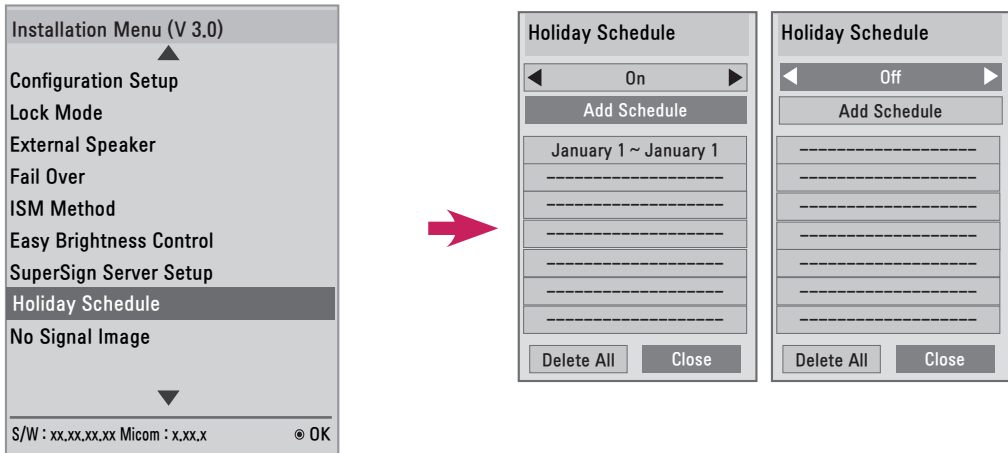 Installation Menu (V 3.0)
Configuration Setup
Lock Mode
External Speaker
Fail Over
ISM Method
Easy Brightness Control
SuperSign Server Setup
Holiday Schedule
No Signal Image
S/W : xx.xx.xx.xx Micom : x.xx.x ◉ OK
Holiday Schedule
◀ On ▶
Add Schedule
January 1 ~ January 1
-------------------
-------------------
-------------------
-------------------
-------------------
-------------------
Delete All Close
Holiday Schedule
◀ Off ▶
Add Schedule
-------------------
-------------------
-------------------
-------------------
-------------------
-------------------
-------------------
Delete All Close